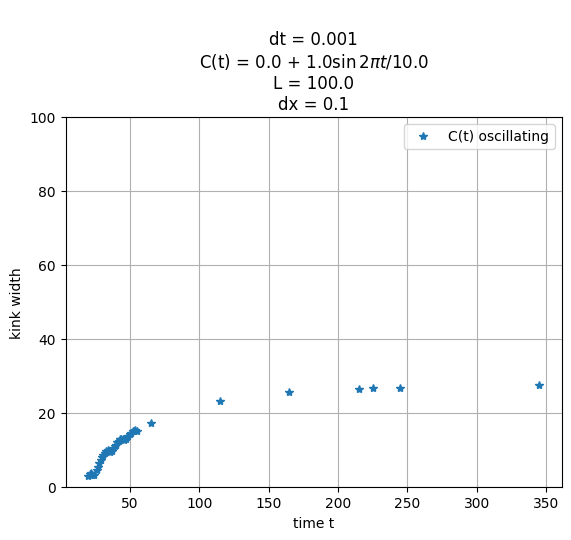 dt = 0.001
C(t) = 0.0 + 1.0sin 2πt/10.0
L = 100.0
dx = 0.1
100
80
60
40
20
0
kink width
C(t) oscillating
50
100
150
200
250
300
350
time t